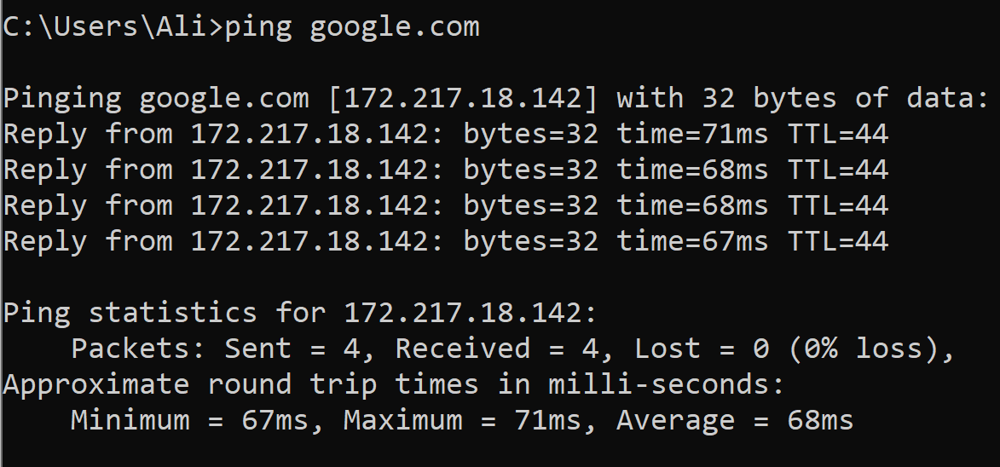 C:\Users\Ali>ping google.com
Pinging google.com [172.217.18.142] with 32 bytes of data:
Reply from 172.217.18.142: bytes=32 time=71ms TTL=44
Reply from 172.217.18.142: bytes=32 time=68ms TTL=44
Reply from 172.217.18.142: bytes=32 time=68ms TTL=44
Reply from 172.217.18.142: bytes=32 time=67ms TTL=44
Ping statistics for 172.217.18.142:
    Packets: Sent = 4, Received = 4, Lost = 0 (0% loss),
Approximate round trip times in milli-seconds:
    Minimum = 67ms, Maximum = 71ms, Average = 68ms